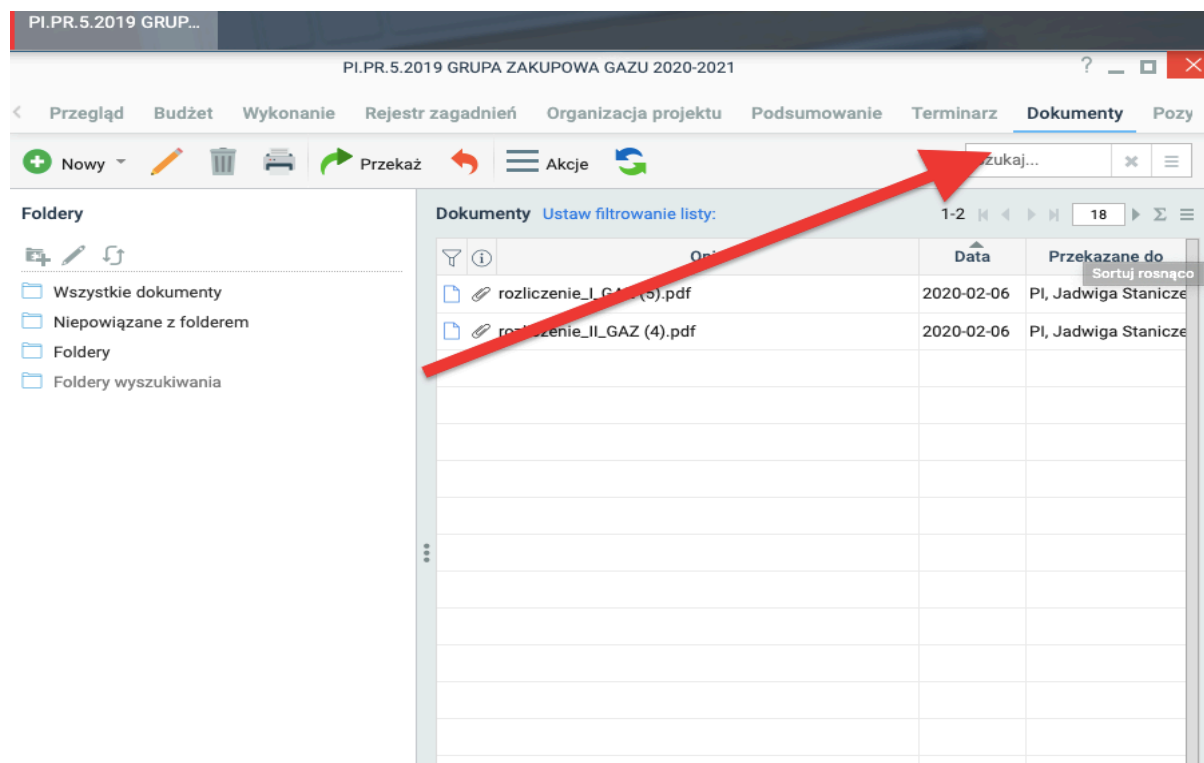 PI.PR.5.2019 GRUP...
PI.PR.5.2019 GRUPA ZAKUPOWA GAZU 2020-2021
Przegląd Budżet Wykonanie Rejestr zagadnień Organizacja projektu Podsumowanie Terminarz Dokumenty Pozy
Nowy Przekaż Akcje
Foldery
Wszystkie dokumenty
Niepowiązane z folderem
Foldery
Foldery wyszukiwania
Dokumenty Ustaw filtrowanie listy: 1-2 18
Data Przekazane do
Sortuj rosnąco
(5).pdf 2020-02-06 PI, Jadwiga Stanicze
rozliczenie_II_GAZ (4).pdf 2020-02-06 PI, Jadwiga Stanicze